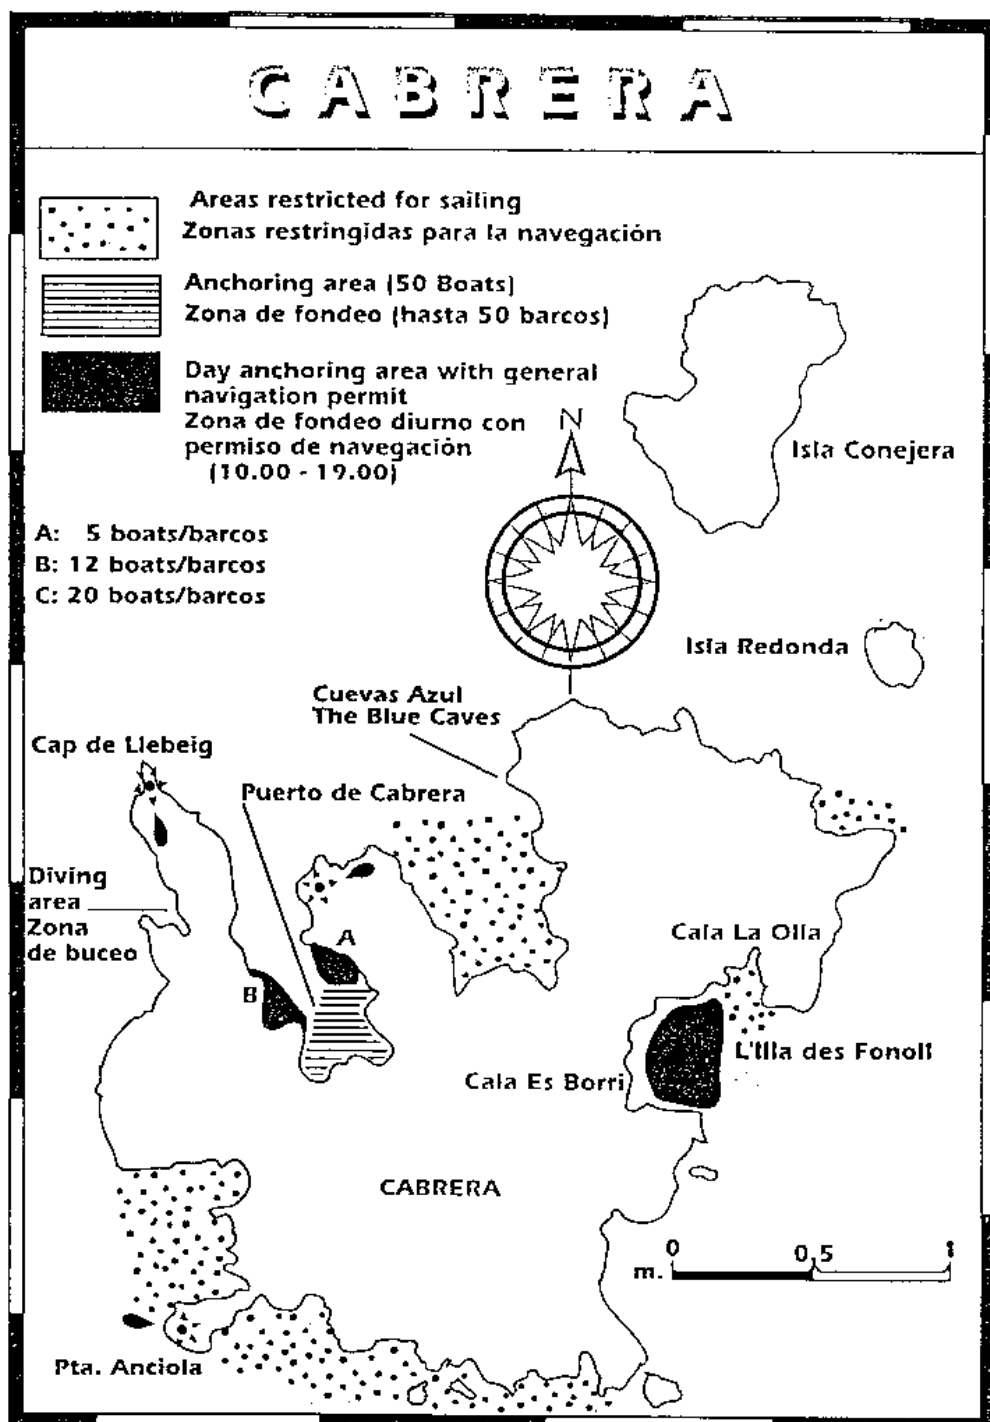 CABRERA
Areas restricted for sailing
Zonas restringidas para la navegación
Anchoring area (50 Boats)
Zona de fondeo (hasta 50 barcos)
Day anchoring area with general
navigation permit
Zona de fondeo diurno con
permiso de navegación
(10.00 - 19.00)
N
Isla Conejera
A: 5 boats/barcos
B: 12 boats/barcos
C: 20 boats/barcos
Isla Redonda
Cuevas Azul
The Blue Caves
Cap de Llebeig
Puerto de Cabrera
Diving
area
Zona
de buceo
A
B
Cala La Olla
L'Illa des Fonoll
Cala Es Borri
CABRERA
0 0,5 1
m.
Pta. Anciola